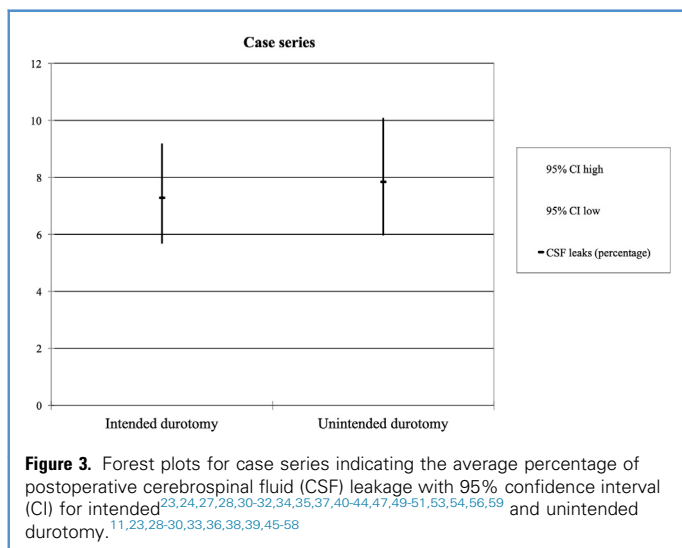 Case series
12
10
8
6
4
2
0
Intended durotomy Unintended durotomy
95% CI high
95% CI low
CSF leaks (percentage)
Figure 3. Forest plots for case series indicating the average percentage of
postoperative cerebrospinal fluid (CSF) leakage with 95% confidence interval
(CI) for intended23,24,27,28,30-32,34,35,37,40-44,47,49-51,53,54,56,59 and unintended
durotomy.11,23,28-30,33,36,38,39,45-58